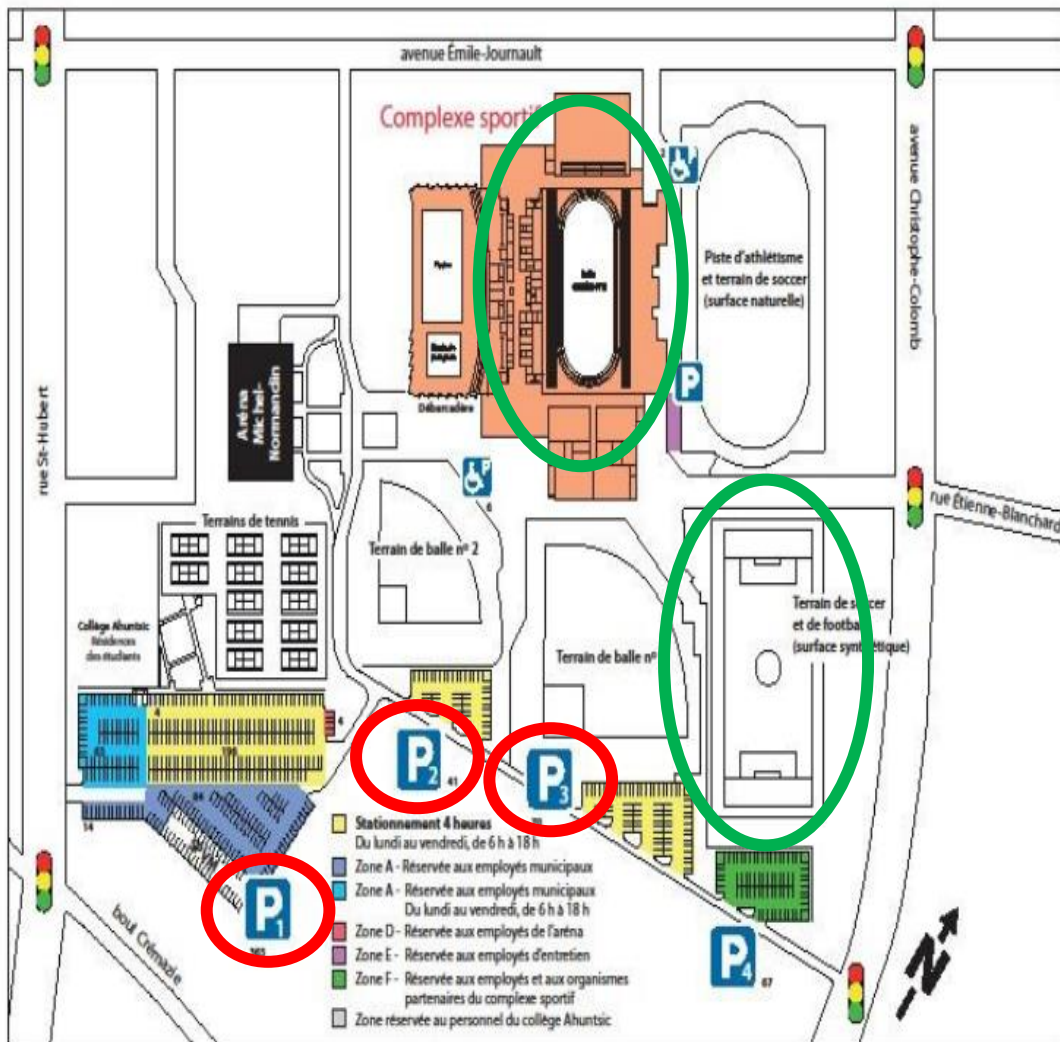 avenue Émile-Journault
Complexe sportif
avenue Christophe-Colomb
Piste d'athlétisme
et terrain de soccer
(surface naturelle)
P
P
Débarcadère
Aréna
Michel-
Normandin
rue St-Hubert
P
6
rue Étienne-Blanchard
Terrains de tennis
Terrain de balle nº 2
Terrain de soccer
et de football
(surface synthétique)
Collège Ahuntsic
Résidences
des étudiants
Terrain de balle nº
4
4
196
P2
41
P3
14
Stationnement 4 heures
Du lundi au vendredi, de 6 h à 18 h
Zone A - Réservée aux employés municipaux
Zone A - Réservée aux employés municipaux
Du lundi au vendredi, de 6 h à 18 h
Zone D - Réservée aux employés de l'aréna
Zone E - Réservée aux employés d'entretien
Zone F - Réservée aux employés et aux organismes
partenaires du complexe sportif
Zone réservée au personnel du collège Ahuntsic
P1
boul Crémazie
P4
67
N